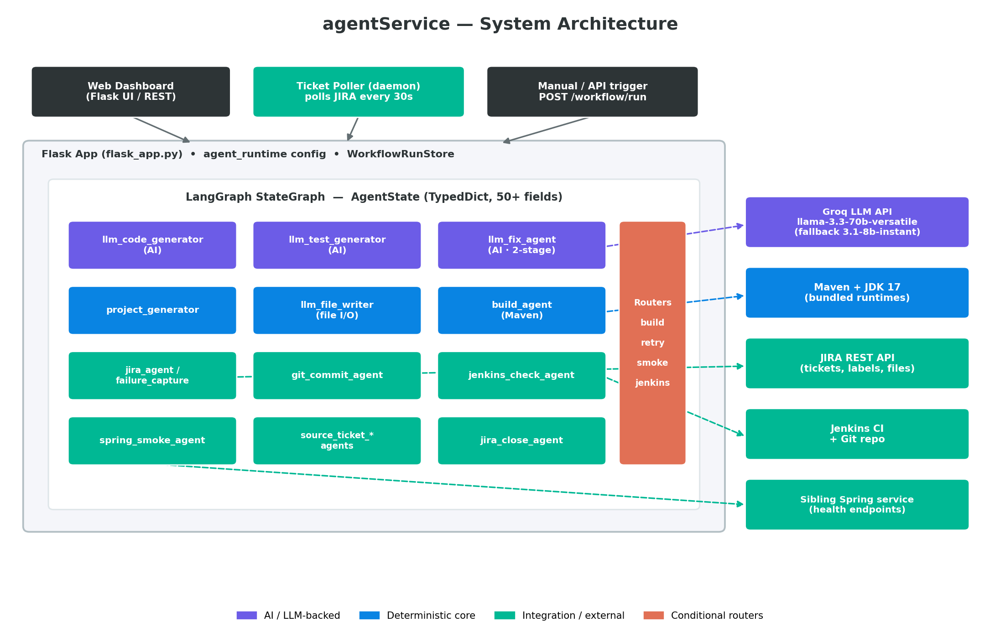 agentService — System Architecture
Web Dashboard
(Flask UI / REST)
Ticket Poller (daemon)
polls JIRA every 30s
Manual / API trigger
POST /workflow/run
Flask App (flask_app.py)  •  agent_runtime config  •  WorkflowRunStore
LangGraph StateGraph  —  AgentState (TypedDict, 50+ fields)
llm_code_generator
(AI)
llm_test_generator
(AI)
llm_fix_agent
(AI · 2-stage)
project_generator
llm_file_writer
(file I/O)
build_agent
(Maven)
jira_agent /
failure_capture
git_commit_agent
jenkins_check_agent
spring_smoke_agent
source_ticket_*
agents
jira_close_agent
Routers
build
retry
smoke
jenkins
Groq LLM API
llama-3.3-70b-versatile
(fallback 3.1-8b-instant)
Maven + JDK 17
(bundled runtimes)
JIRA REST API
(tickets, labels, files)
Jenkins CI
+ Git repo
Sibling Spring service
(health endpoints)
AI / LLM-backed
Deterministic core
Integration / external
Conditional routers